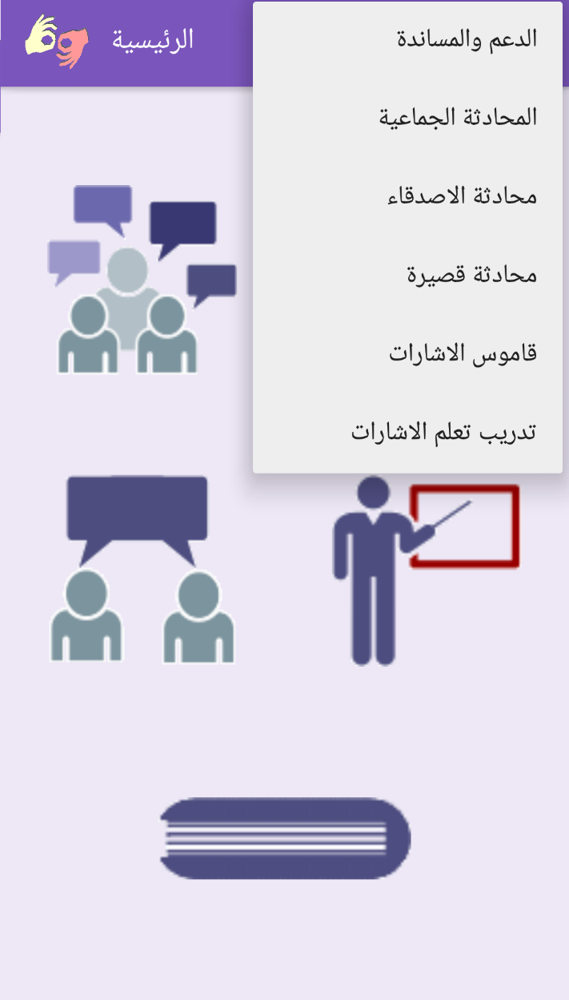 الرئيسية
الدعم والمساندة
المحادثة الجماعية
محادثة الاصدقاء
محادثة قصيرة
قاموس الاشارات
تدريب تعلم الاشارات